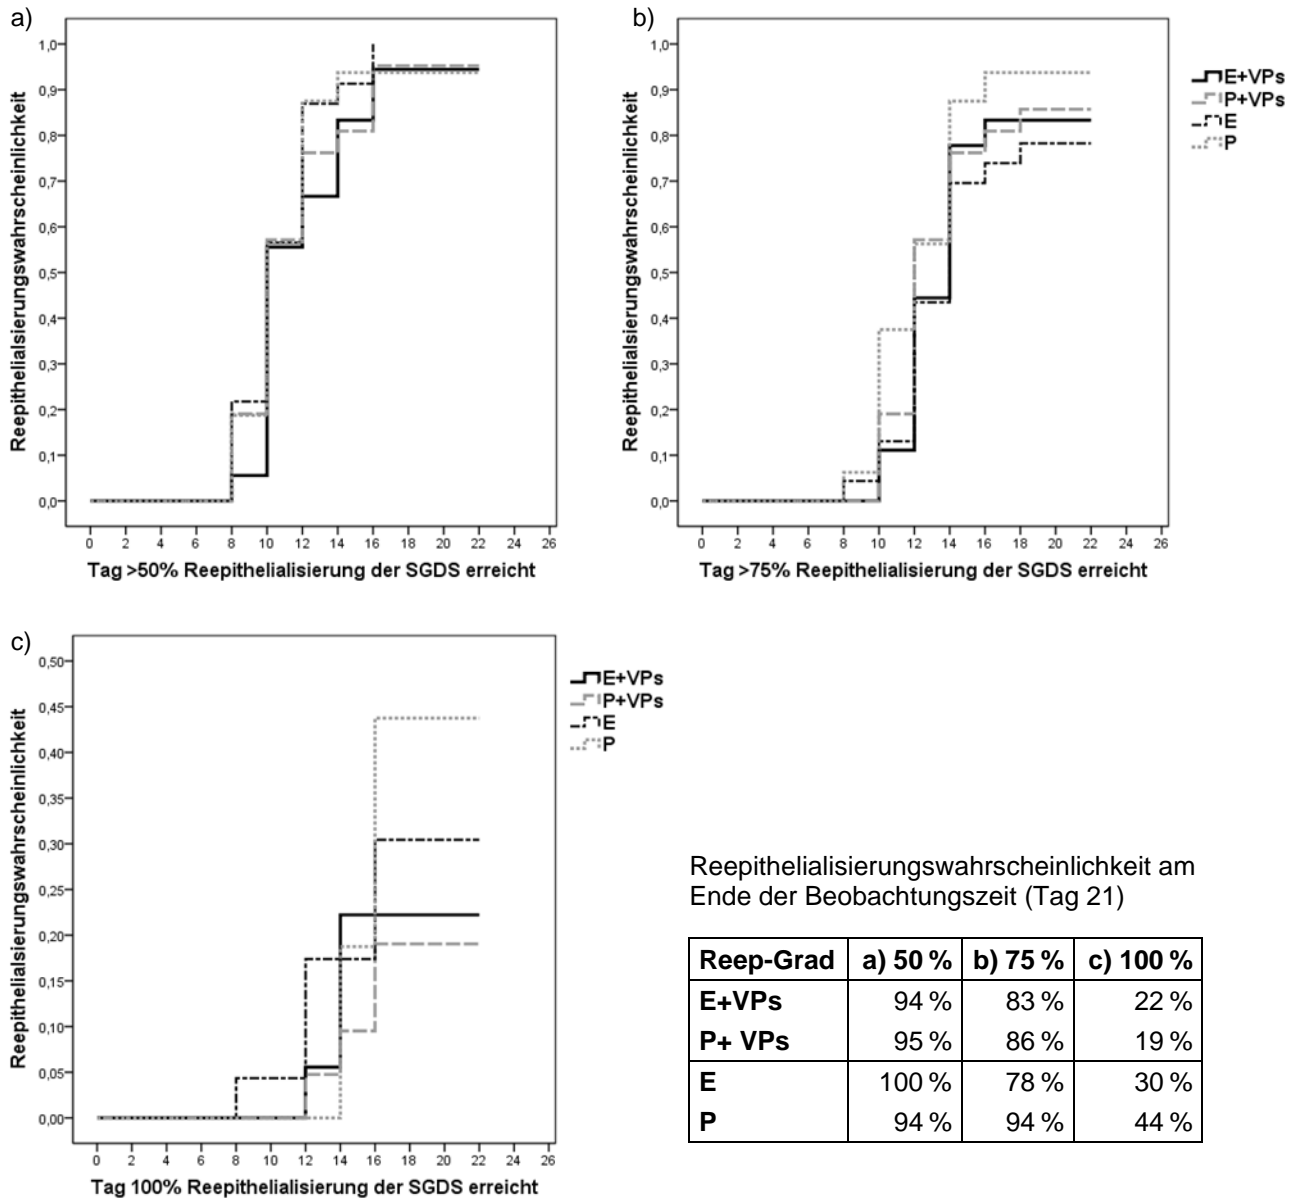 a)
1,0
0,9
0,8
0,7
0,6
0,5
0,4
0,3
0,2
0,1
0,0
Reepithelialsierungswahrscheinlichkeit
0 2 4 6 8 10 12 14 16 18 20 22 24 26
Tag >50% Reepithelialisierung der SGDS erreicht
b)
1,0
0,9
0,8
0,7
0,6
0,5
0,4
0,3
0,2
0,1
0,0
Reepithelialsierungswahrscheinlichkeit
0 2 4 6 8 10 12 14 16 18 20 22 24 26
Tag >75% Reepithelialisierung der SGDS erreicht
E+VPs
P+VPs
E
P
c)
0,50
0,45
0,40
0,35
0,30
0,25
0,20
0,15
0,10
0,05
0,00
Reepithelialsierungswahrscheinlichkeit
0 2 4 6 8 10 12 14 16 18 20 22 24 26
Tag 100% Reepithelialisierung der SGDS erreicht
E+VPs
P+VPs
E
P
Reepithelialisierungswahrscheinlichkeit am
Ende der Beobachtungszeit (Tag 21)
Reep-Grad a) 50 % b) 75 % c) 100 %
E+VPs 94 % 83 % 22 %
P+ VPs 95 % 86 % 19 %
E 100 % 78 % 30 %
P 94 % 94 % 44 %